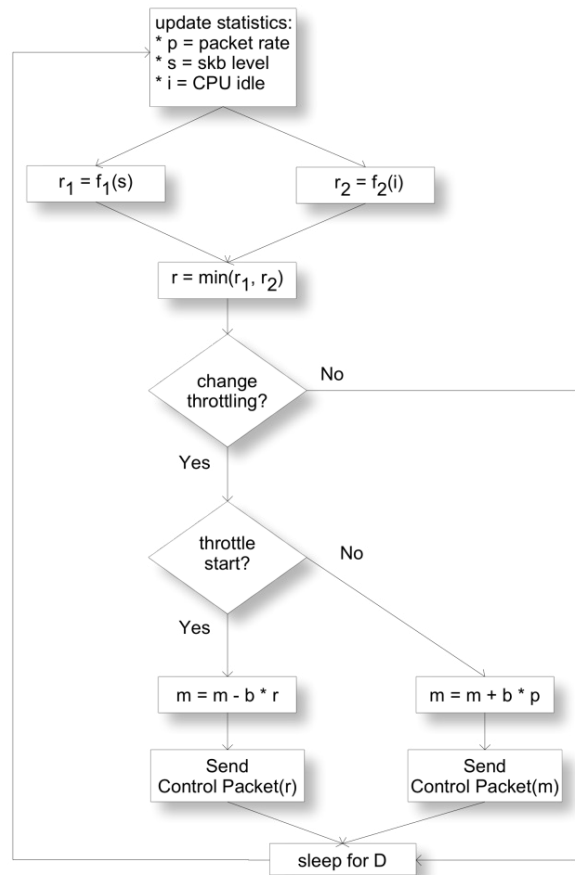 update statistics:
* p = packet rate
* s = skb level
* i = CPU idle
r1 = f1(s)
r2 = f2(i)
r = min(r1, r2)
change
throttling?
No
Yes
throttle
start?
No
Yes
m = m - b * r
m = m + b * p
Send
Control Packet(r)
Send
Control Packet(m)
sleep for D